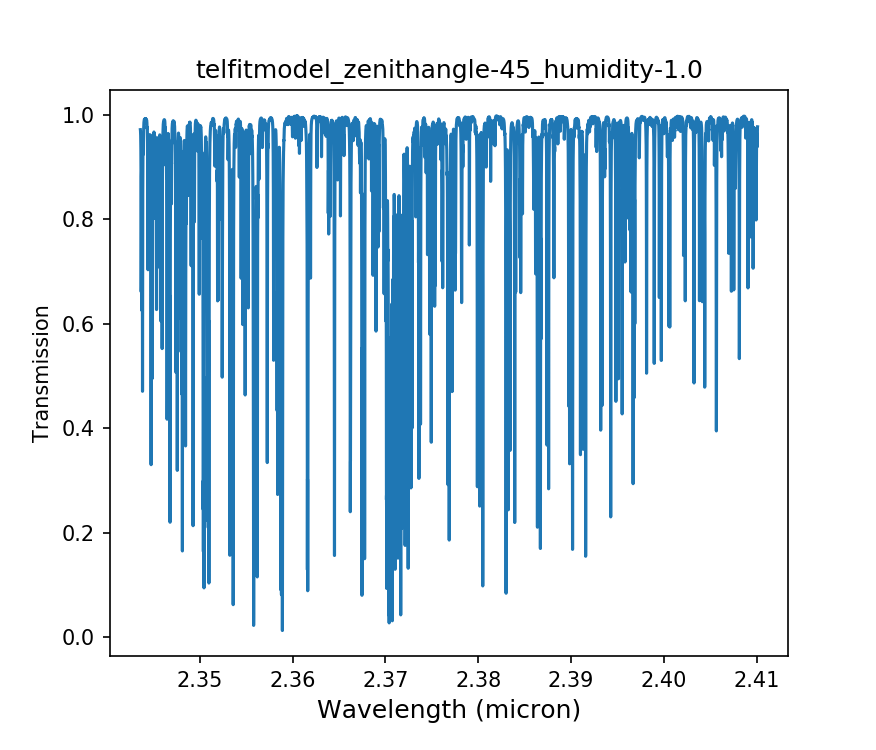 telfitmodel_zenithangle-45_humidity-1.0
1.0
0.8
0.6
0.4
0.2
0.0
Transmission
2.35 2.36 2.37 2.38 2.39 2.40 2.41
Wavelength (micron)